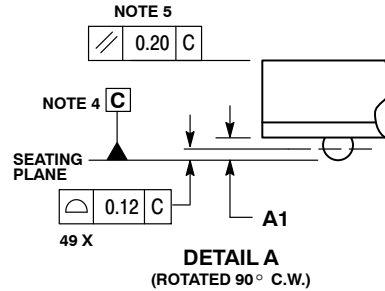 NOTE 5
// 0.20 C
NOTE 4 C
SEATING
PLANE
⌓ 0.12 C
49 X
A1
DETAIL A
(ROTATED 90° C.W.)